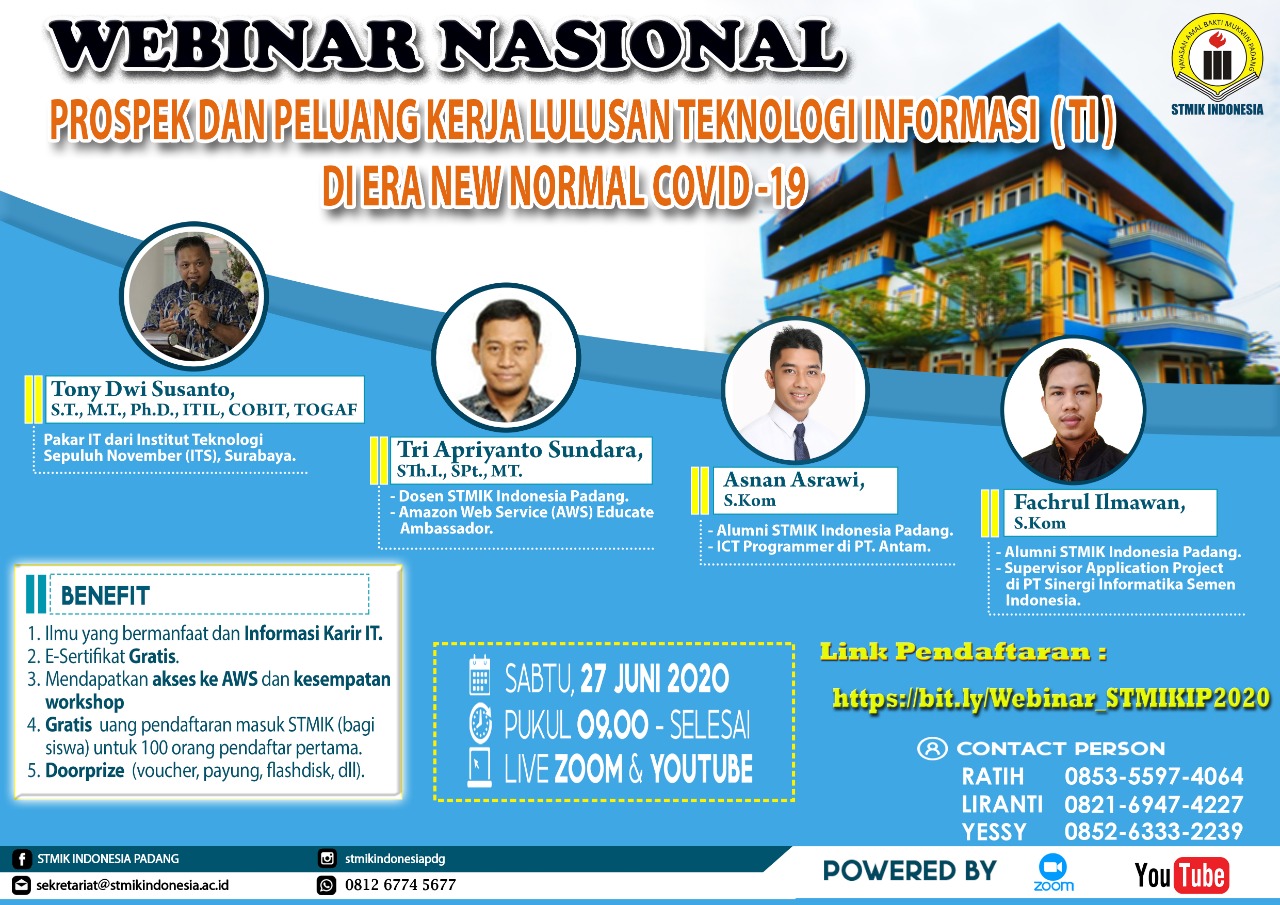 WEBINAR NASIONAL
PROSPEK DAN PELUANG KERJA LULUSAN TEKNOLOGI INFORMASI ( TI )
DI ERA NEW NORMAL COVID -19
YAYASAN AMAL BAKTI MUKMIN PADANG
STMIK INDONESIA
Tony Dwi Susanto,
S.T., M.T., Ph.D., ITIL, COBIT, TOGAF
Pakar IT dari Institut Teknologi
Sepuluh November (ITS), Surabaya.
Tri Apriyanto Sundara,
STh.I., SPt., MT.
- Dosen STMIK Indonesia Padang.
- Amazon Web Service (AWS) Educate
Ambassador.
Asnan Asrawi,
S.Kom
- Alumni STMIK Indonesia Padang.
- ICT Programmer di PT. Antam.
Fachrul Ilmawan,
S.Kom
- Alumni STMIK Indonesia Padang.
- Supervisor Application Project
di PT Sinergi Informatika Semen
Indonesia.
BENEFIT
1. Ilmu yang bermanfaat dan Informasi Karir IT.
2. E-Sertifikat Gratis.
3. Mendapatkan akses ke AWS dan kesempatan
workshop
4. Gratis uang pendaftaran masuk STMIK (bagi
siswa) untuk 100 orang pendaftar pertama.
5. Doorprize (voucher, payung, flashdisk, dll).
SABTU, 27 JUNI 2020
PUKUL 09.00 - SELESAI
LIVE ZOOM & YOUTUBE
Link Pendaftaran :
https://bit.ly/Webinar_STMIKIP2020
CONTACT PERSON
RATIH 0853-5597-4064
LIRANTI 0821-6947-4227
YESSY 0852-6333-2239
STMIK INDONESIA PADANG
stmikindonesiapdg
sekretariat@stmikindonesia.ac.id
0812 6774 5677
POWERED BY
zoom
YouTube